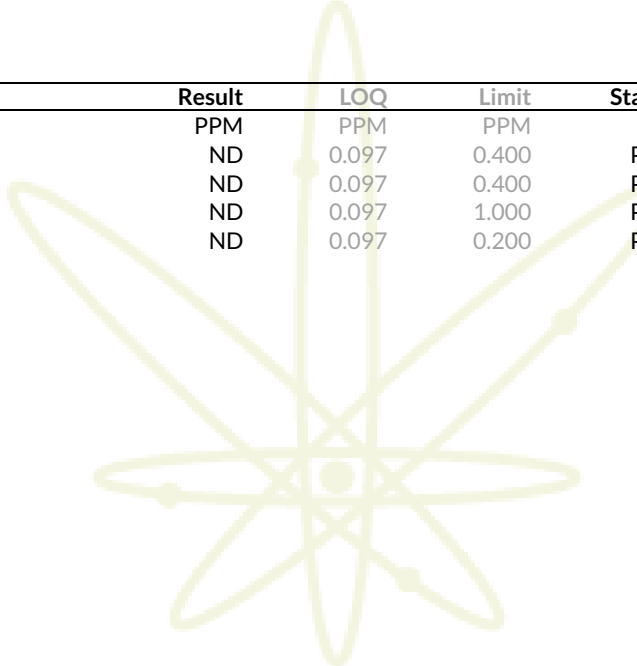 Result LOQ Limit Sta
PPM PPM PPM
ND 0.097 0.400 P
ND 0.097 0.400 P
ND 0.097 1.000 P
ND 0.097 0.200 P